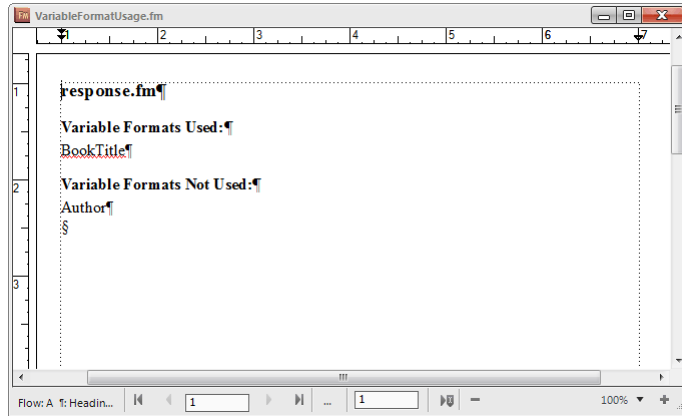 Fm VariableFormatUsage.fm
1 2 3 4 5 6 7
1 response.fm¶
Variable Formats Used:¶
BookTitle¶
2 Variable Formats Not Used:¶
Author¶
§
3
Flow: A ¶: Headin... 1 ... 1 100%